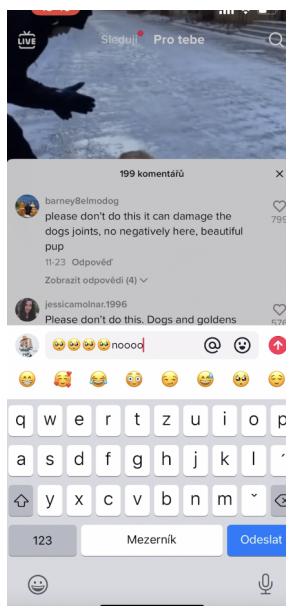 LIVE
Sleduji Pro tebe
199 komentářů
barney8elmodog
please don't do this it can damage the
dogs joints, no negatively here, beautiful
pup
11-23 Odpověď
799
Zobrazit odpovědi (4)
jessicamolnar.1996
Please don't do this. Dogs and goldens
576
🥹🥹🥹🥹noooo
q w e r t z u i o p
a s d f g h j k l ´
y x c v b n m ˇ
123 Mezerník Odeslat